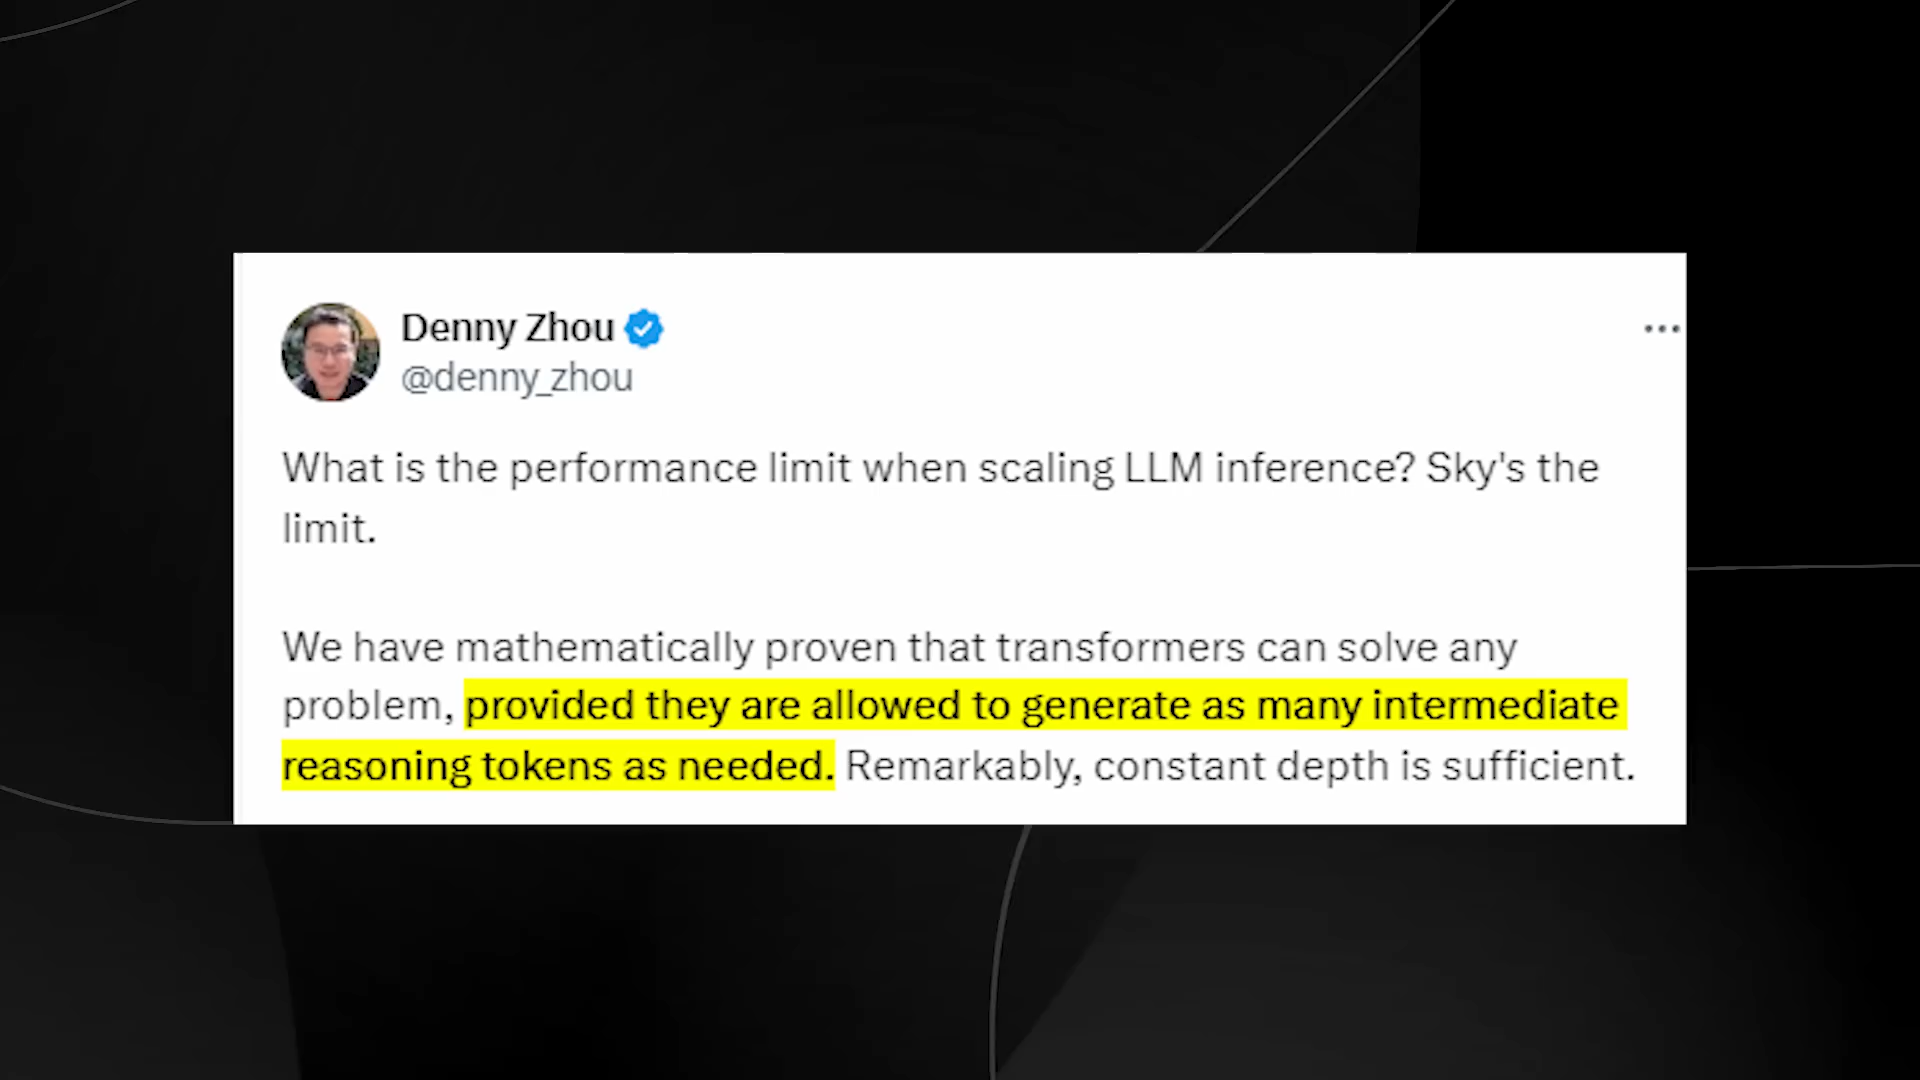 Denny Zhou
@denny_zhou
What is the performance limit when scaling LLM inference? Sky's the
limit.
We have mathematically proven that transformers can solve any
problem, provided they are allowed to generate as many intermediate
reasoning tokens as needed. Remarkably, constant depth is sufficient.